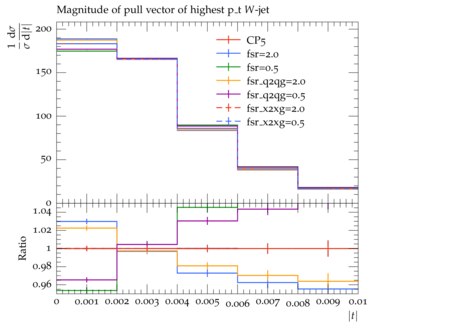 Magnitude of pull vector of highest p_t W-jet
1 dσ
σ d|t|
200
150
100
50
0
CP5
fsr=2.0
fsr=0.5
fsr_q2qg=2.0
fsr_q2qg=0.5
fsr_x2xg=2.0
fsr_x2xg=0.5
Ratio
1.04
1.02
1
0.98
0.96
0 0.001 0.002 0.003 0.004 0.005 0.006 0.007 0.008 0.009 0.01
|t|